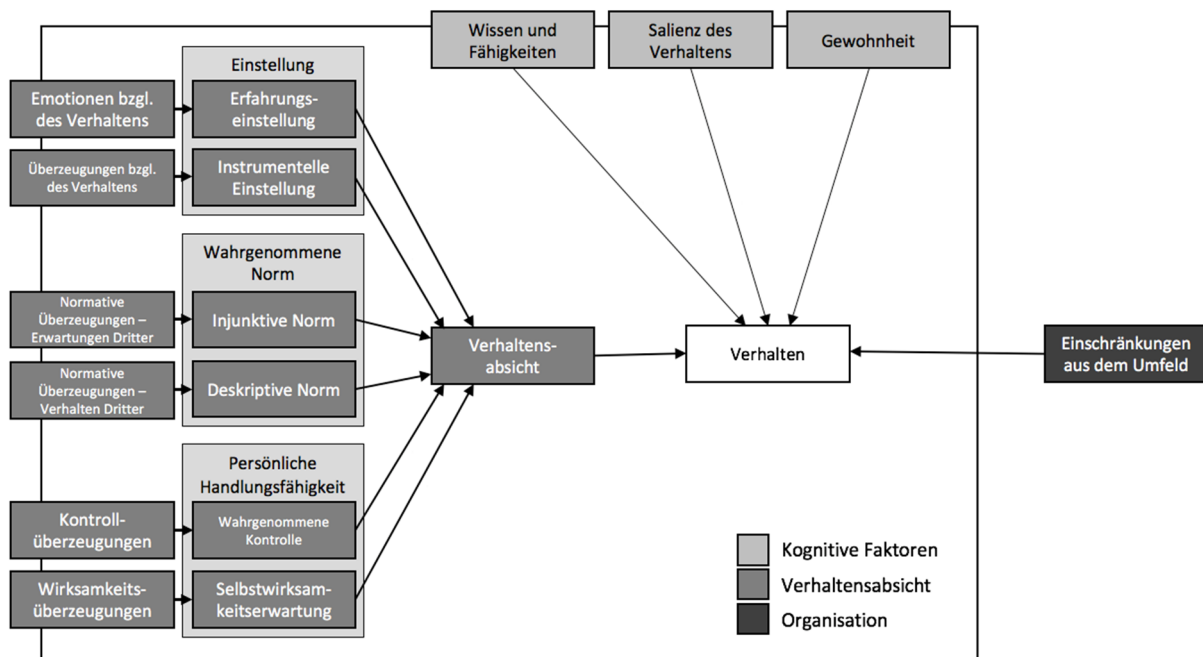 Wissen und
Fähigkeiten
Salienz des
Verhaltens
Gewohnheit
Einstellung
Emotionen bzgl.
des Verhaltens
Erfahrungs-
einstellung
Überzeugungen bzgl.
des Verhaltens
Instrumentelle
Einstellung
Wahrgenommene
Norm
Normative
Überzeugungen –
Erwartungen Dritter
Injunktive Norm
Normative
Überzeugungen –
Verhalten Dritter
Deskriptive Norm
Verhaltens-
absicht
Verhalten
Einschränkungen
aus dem Umfeld
Persönliche
Handlungsfähigkeit
Kontroll-
überzeugungen
Wahrgenommene
Kontrolle
Wirksamkeits-
überzeugungen
Selbstwirksam-
keitserwartung
Kognitive Faktoren
Verhaltensabsicht
Organisation